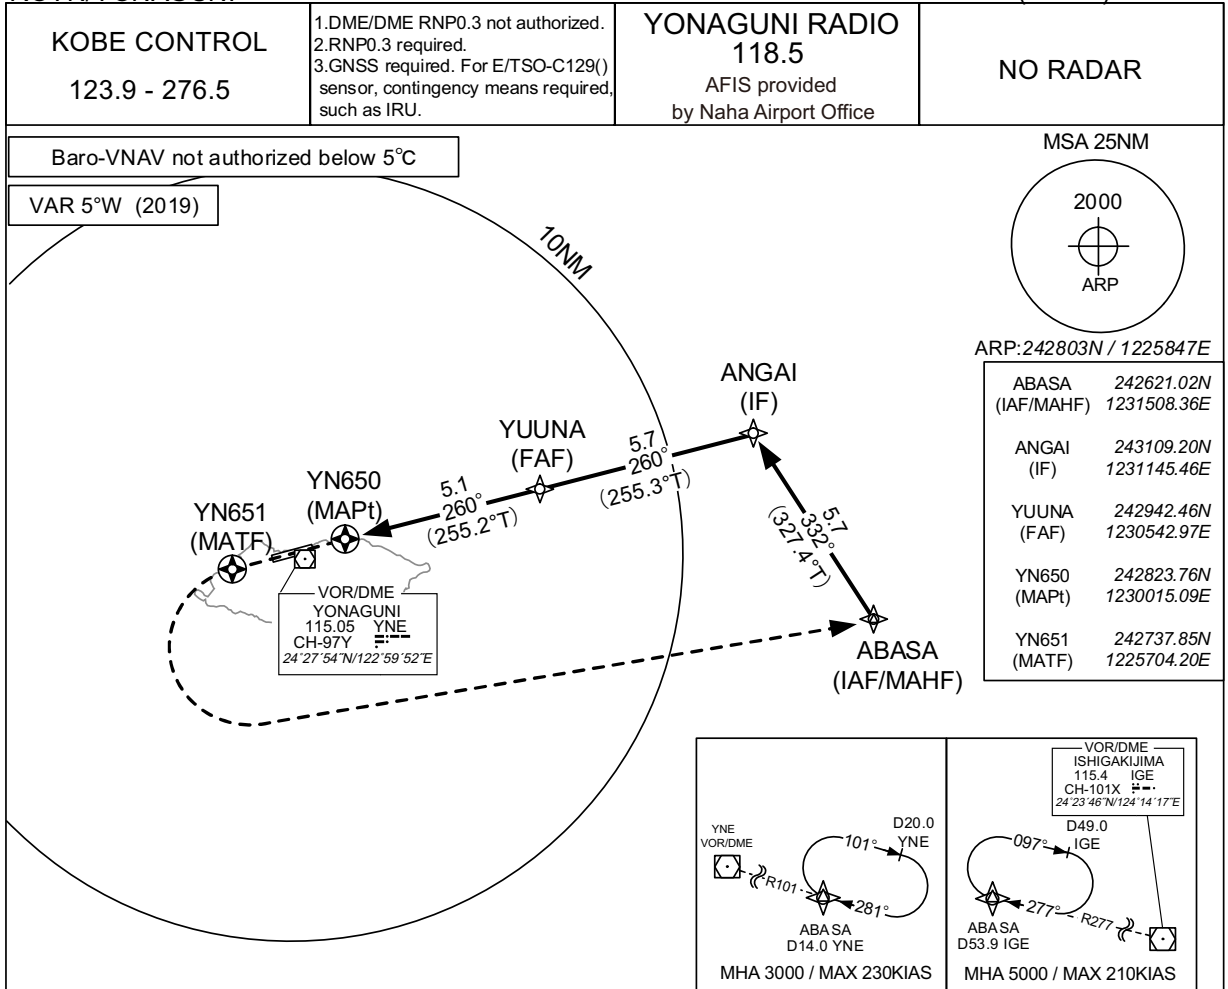 KOBE CONTROL
123.9 - 276.5
1.DME/DME RNP0.3 not authorized.
2.RNP0.3 required.
3.GNSS required. For E/TSO-C129()
sensor, contingency means required,
such as IRU.
YONAGUNI RADIO
118.5
AFIS provided
by Naha Airport Office
NO RADAR
Baro-VNAV not authorized below 5°C
VAR 5°W (2019)
MSA 25NM
2000
ARP
ARP:242803N / 1225847E
ABASA 242621.02N
(IAF/MAHF) 1231508.36E
ANGAI 243109.20N
(IF) 1231145.46E
YUUNA 242942.46N
(FAF) 1230542.97E
YN650 242823.76N
(MAPt) 1230015.09E
YN651 242737.85N
(MATF) 1225704.20E
10NM
ANGAI
(IF)
YUUNA
(FAF)
5.7
260°
(255.3°T)
YN650
(MAPt)
5.1
260°
(255.2°T)
YN651
(MATF)
5.7
332°
(327.4°T)
VOR/DME
YONAGUNI
115.05 YNE
CH-97Y
24°27′54″N/122°59′52″E
ABASA
(IAF/MAHF)
YNE
VOR/DME
D20.0
YNE
101°
R101
281°
ABASA
D14.0 YNE
MHA 3000 / MAX 230KIAS
VOR/DME
ISHIGAKIJIMA
115.4 IGE
CH-101X
24°23′46″N/124°14′17″E
D49.0
IGE
097°
277°
R277
ABASA
D53.9 IGE
MHA 5000 / MAX 210KIAS